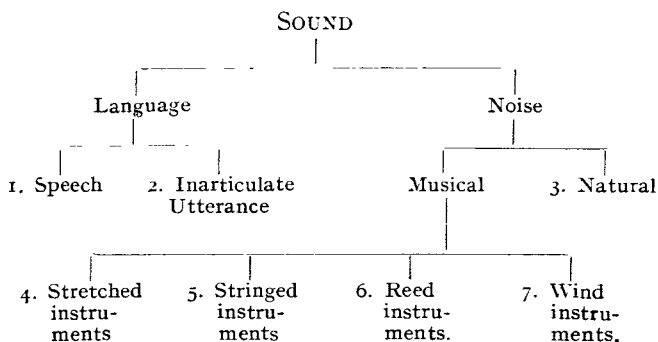 SOUND
Language Noise
1. Speech 2. Inarticulate Musical 3. Natural
Utterance
4. Stretched 5. Stringed 6. Reed 7. Wind
instru- instru- instru- instru-
ments ments ments. ments.